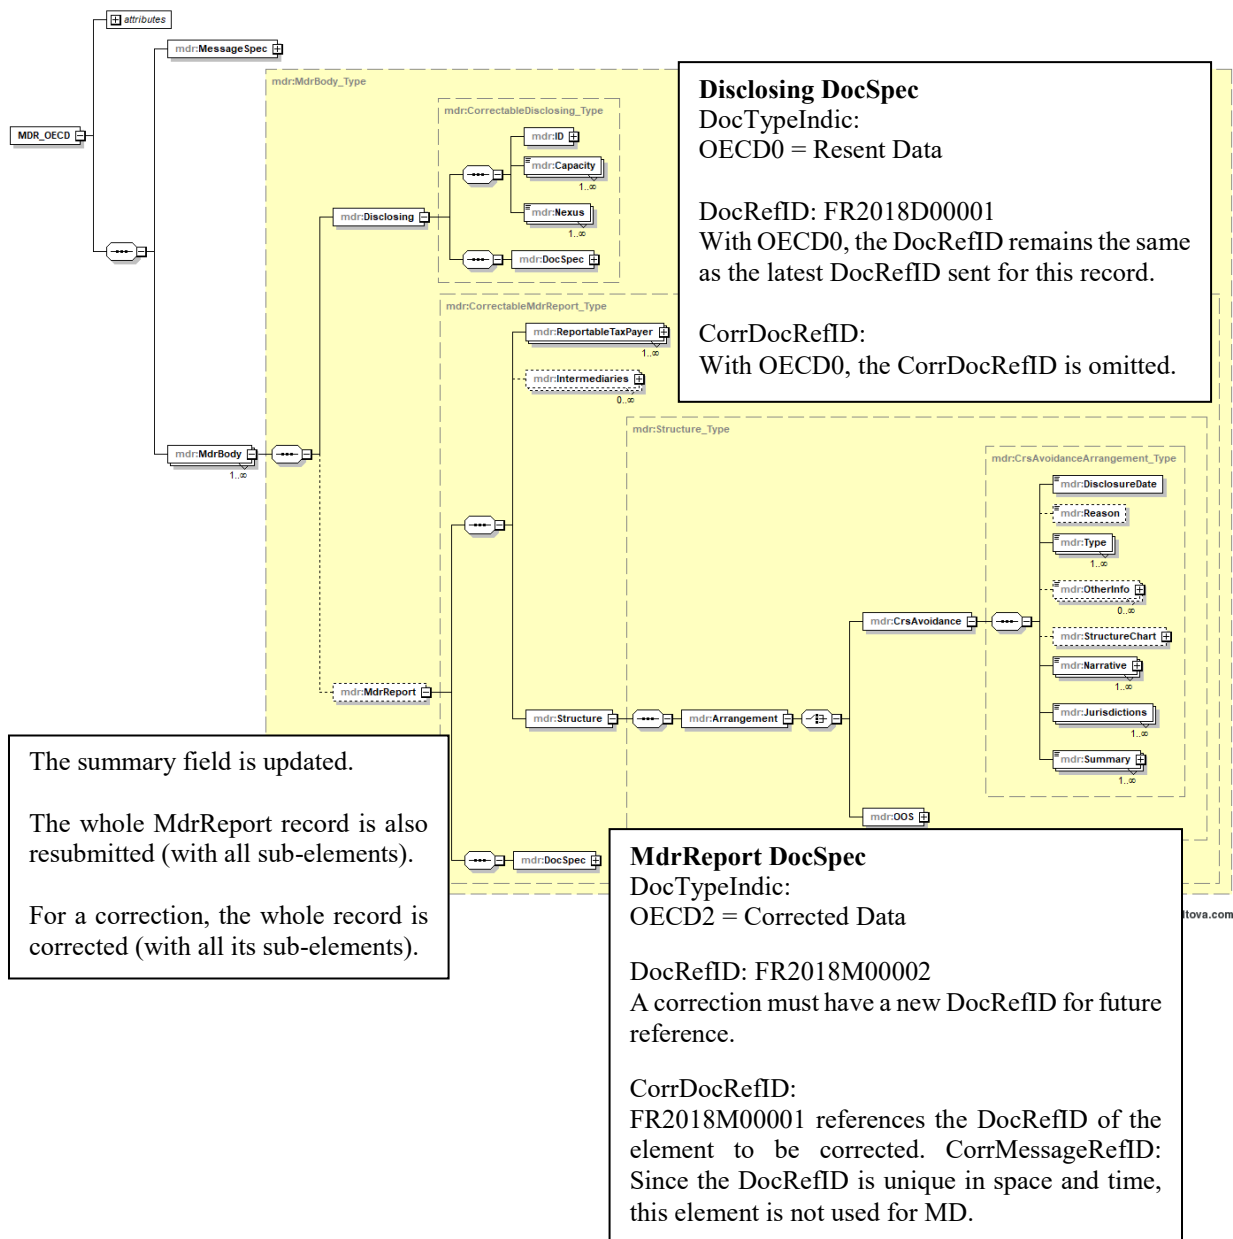 attributes
mdr:MessageSpec
mdr:MdrBody_Type
Disclosing DocSpec
DocTypeIndic:
OECD0 = Resent Data
DocRefID: FR2018D00001
With OECD0, the DocRefID remains the same
as the latest DocRefID sent for this record.
CorrDocRefID:
With OECD0, the CorrDocRefID is omitted.
mdr:CorrectableDisclosing_Type
MDR_OECD
mdr:ID
mdr:Capacity
1..∞
mdr:Disclosing
mdr:Nexus
1..∞
mdr:DocSpec
mdr:CorrectableMdrReport_Type
mdr:ReportableTaxPayer
1..∞
mdr:Intermediaries
0..∞
mdr:Structure_Type
mdr:MdrBody
1..∞
mdr:CrsAvoidanceArrangement_Type
mdr:DisclosureDate
mdr:Reason
mdr:Type
1..∞
mdr:OtherInfo
0..∞
mdr:CrsAvoidance
mdr:StructureChart
mdr:Narrative
1..∞
mdr:MdrReport
mdr:Structure
mdr:Arrangement
mdr:Jurisdictions
1..∞
mdr:Summary
1..∞
mdr:OOS
mdr:DocSpec
The summary field is updated.
The whole MdrReport record is also
resubmitted (with all sub-elements).
For a correction, the whole record is
corrected (with all its sub-elements).
MdrReport DocSpec
DocTypeIndic:
OECD2 = Corrected Data
DocRefID: FR2018M00002
A correction must have a new DocRefID for future
reference.
CorrDocRefID:
FR2018M00001 references the DocRefID of the
element to be corrected. CorrMessageRefID:
Since the DocRefID is unique in space and time,
this element is not used for MD.
ltova.com